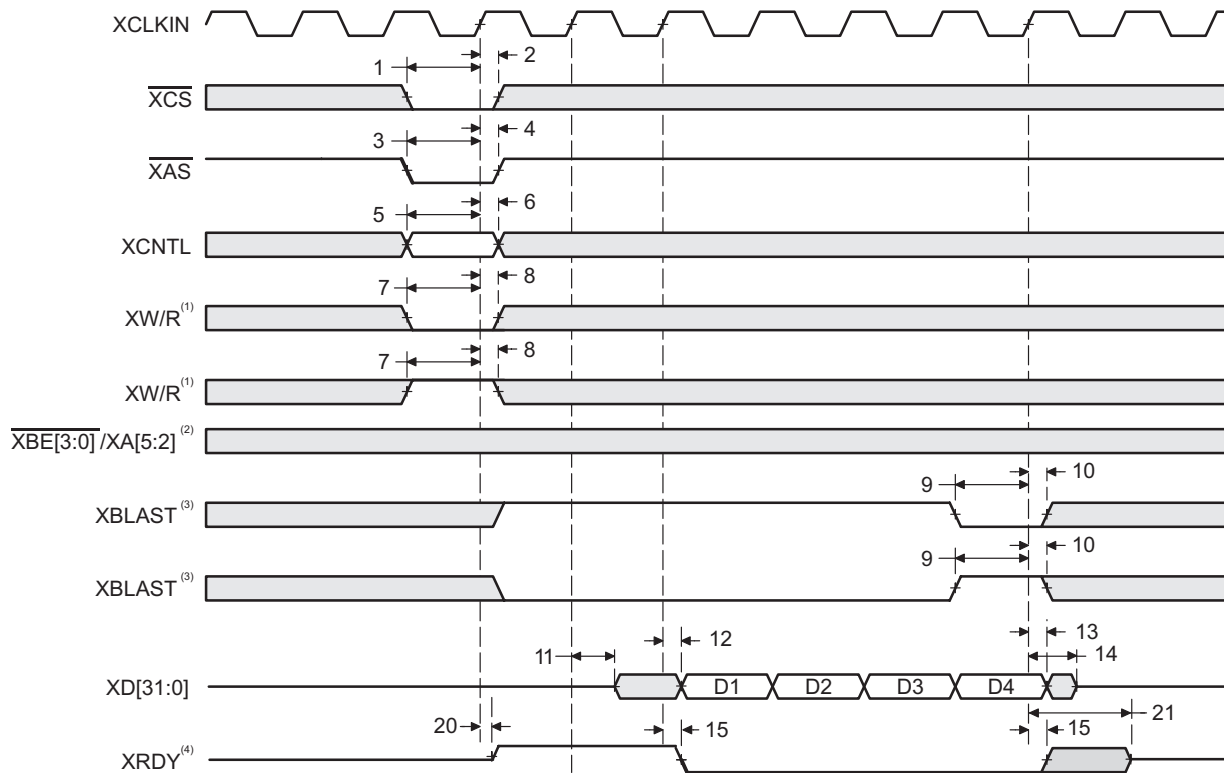 XCLKIN
1 2
XCS
3 4
XAS
5 6
XCNTL
7 8
XW/R(1)
7 8
XW/R(1)
XBE[3:0] /XA[5:2] (2)
9 10
XBLAST (3)
9 10
XBLAST (3)
11 12 13
14
XD[31:0] D1 D2 D3 D4
20 15 15 21
XRDY(4)